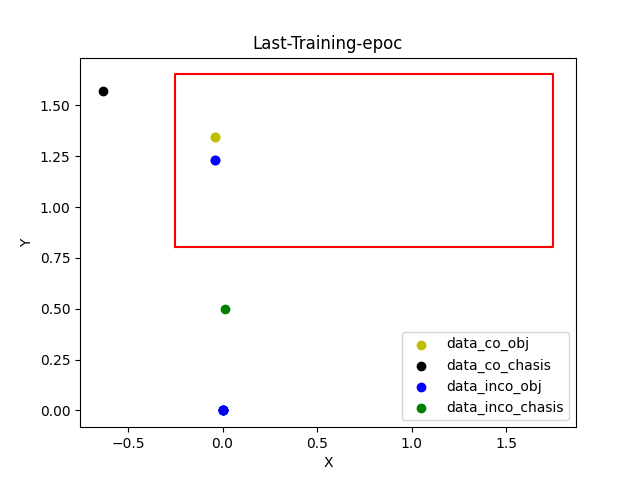 Last-Training-epoc
1.50
1.25
1.00
0.75
0.50
0.25
0.00
Y
−0.5
0.0
0.5
1.0
1.5
X
data_co_obj
data_co_chasis
data_inco_obj
data_inco_chasis